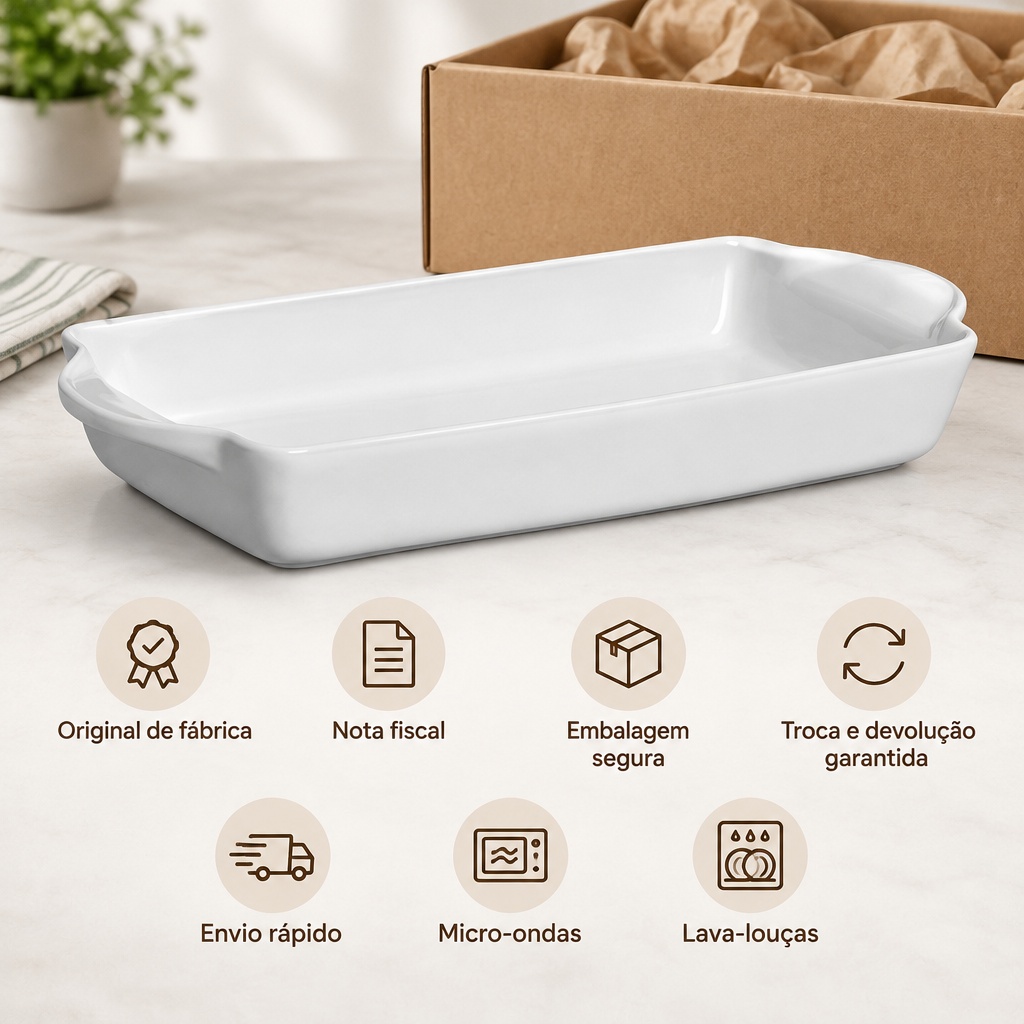 Original de fábrica
Nota fiscal
Embalagem
segura
Troca e devolução
garantida
Envio rápido
Micro-ondas
Lava-louças